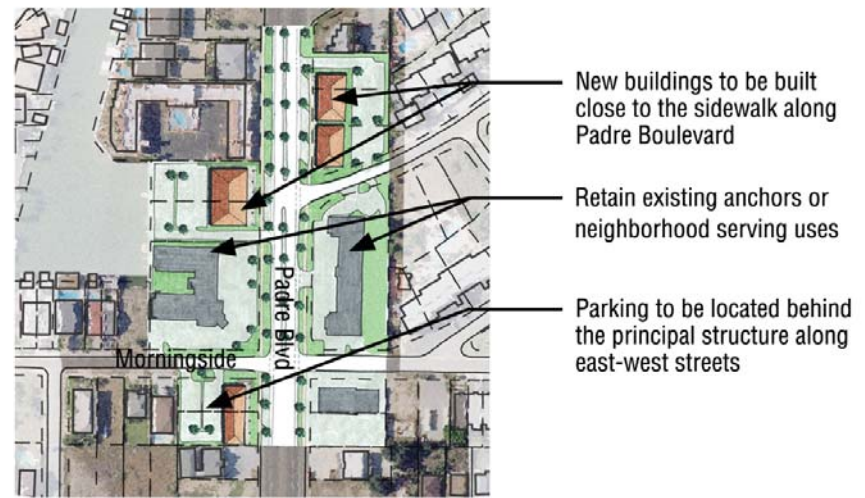 New buildings to be built
close to the sidewalk along
Padre Boulevard
Retain existing anchors or
neighborhood serving uses
Padre Blvd
Morningside
Parking to be located behind
the principal structure along
east-west streets